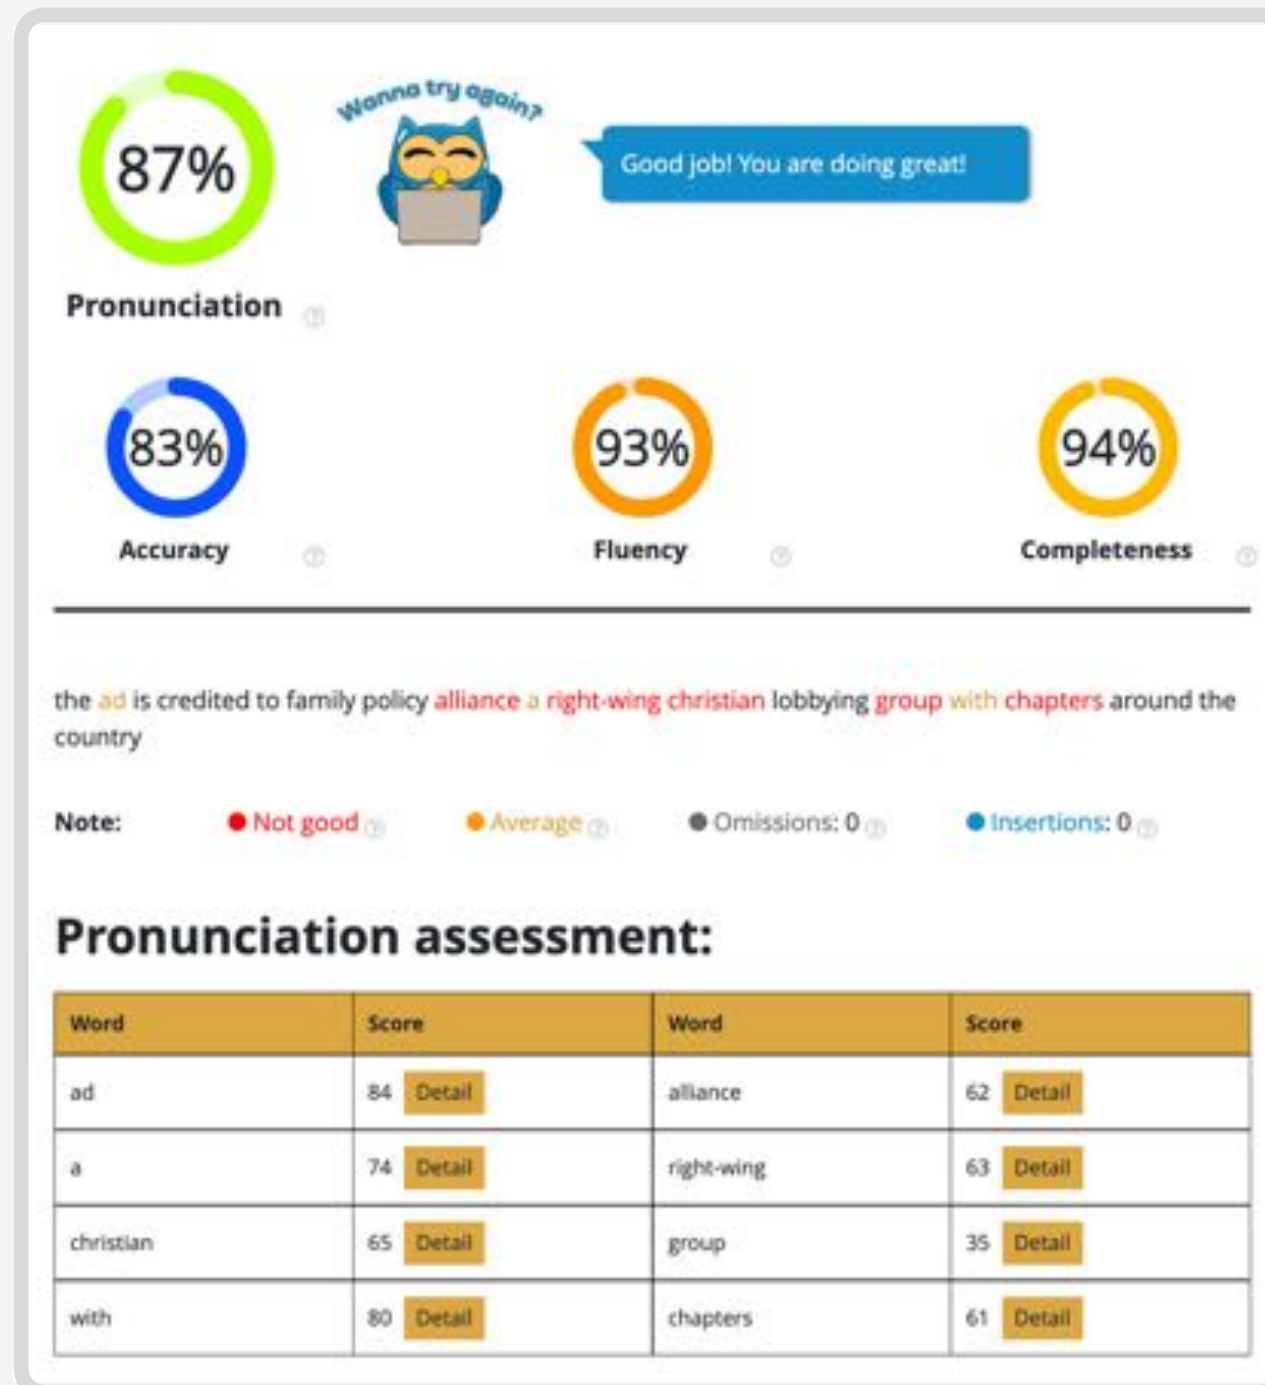 Wanna try again?
87%
Good job! You are doing great!
Pronunciation
83%
93%
94%
Accuracy
Fluency
Completeness
the ad is credited to family policy alliance a right-wing christian lobbying group with chapters around the
country
Note: Not good Average Omissions: 0 Insertions: 0
Pronunciation assessment:
Word Score Word Score
ad 84 Detail alliance 62 Detail
a 74 Detail right-wing 63 Detail
christian 65 Detail group 35 Detail
with 80 Detail chapters 61 Detail